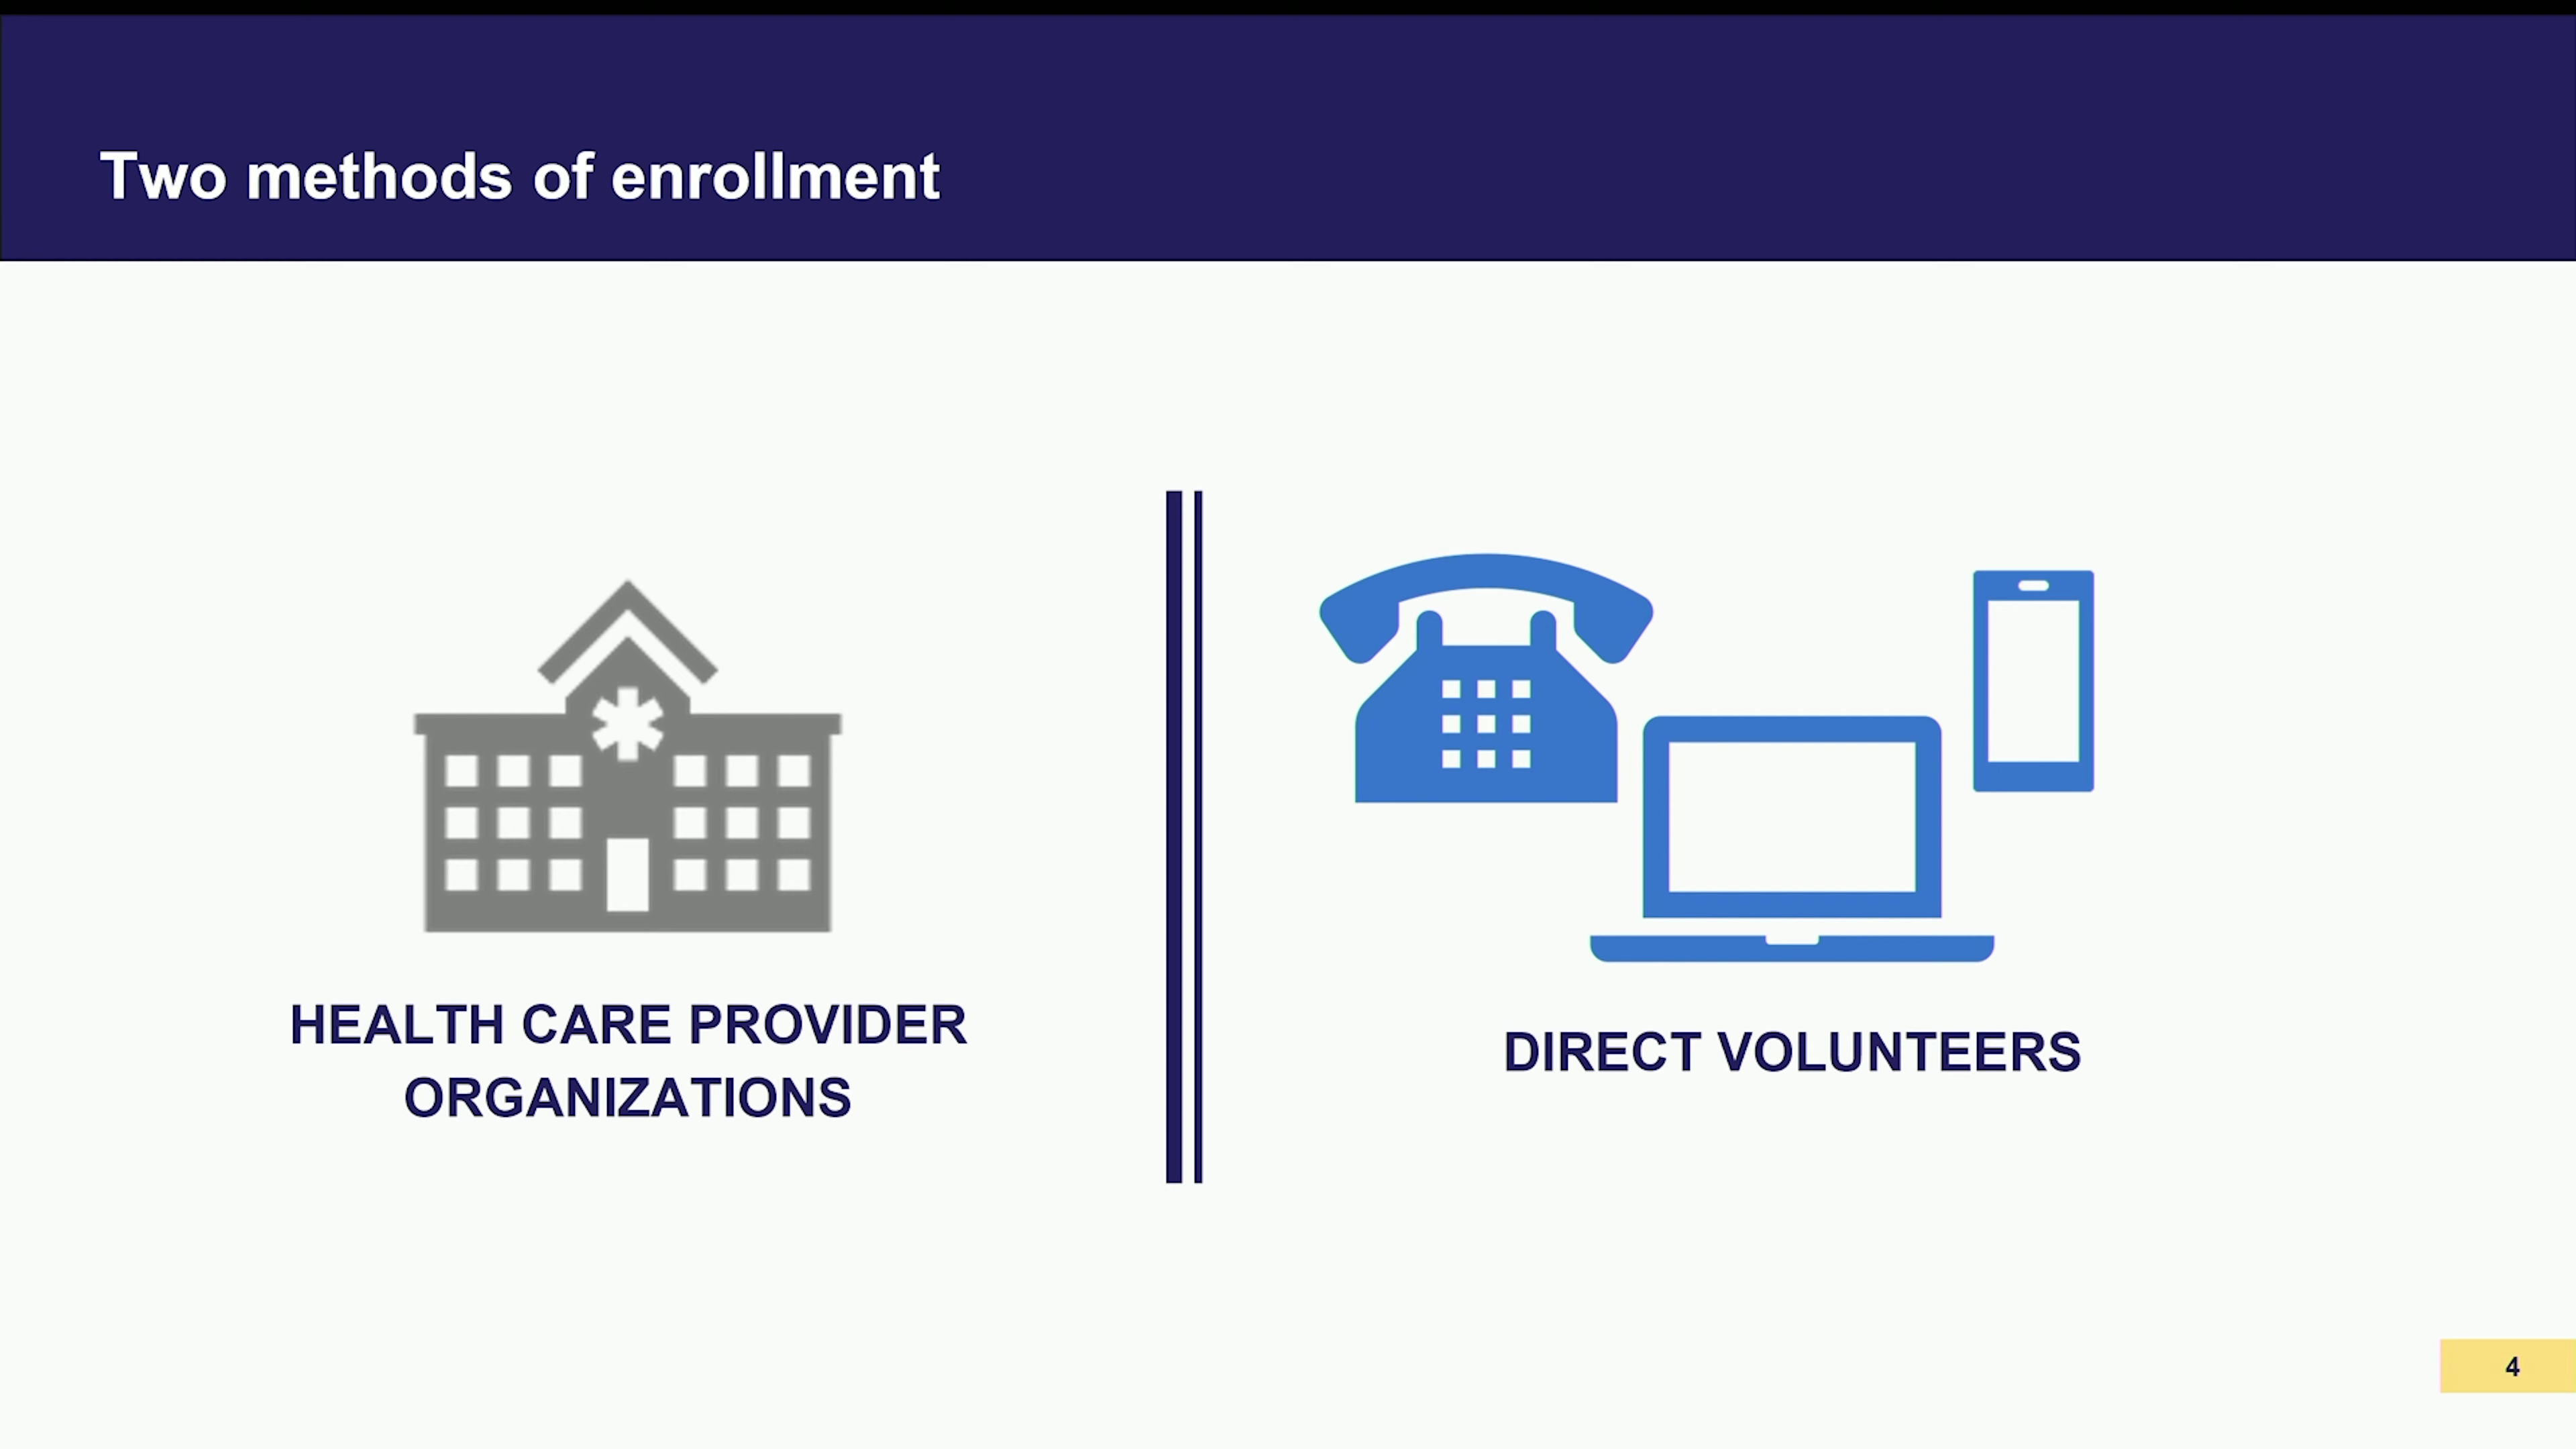 Two methods of enrollment
HEALTH CARE PROVIDER
ORGANIZATIONS
DIRECT VOLUNTEERS
4